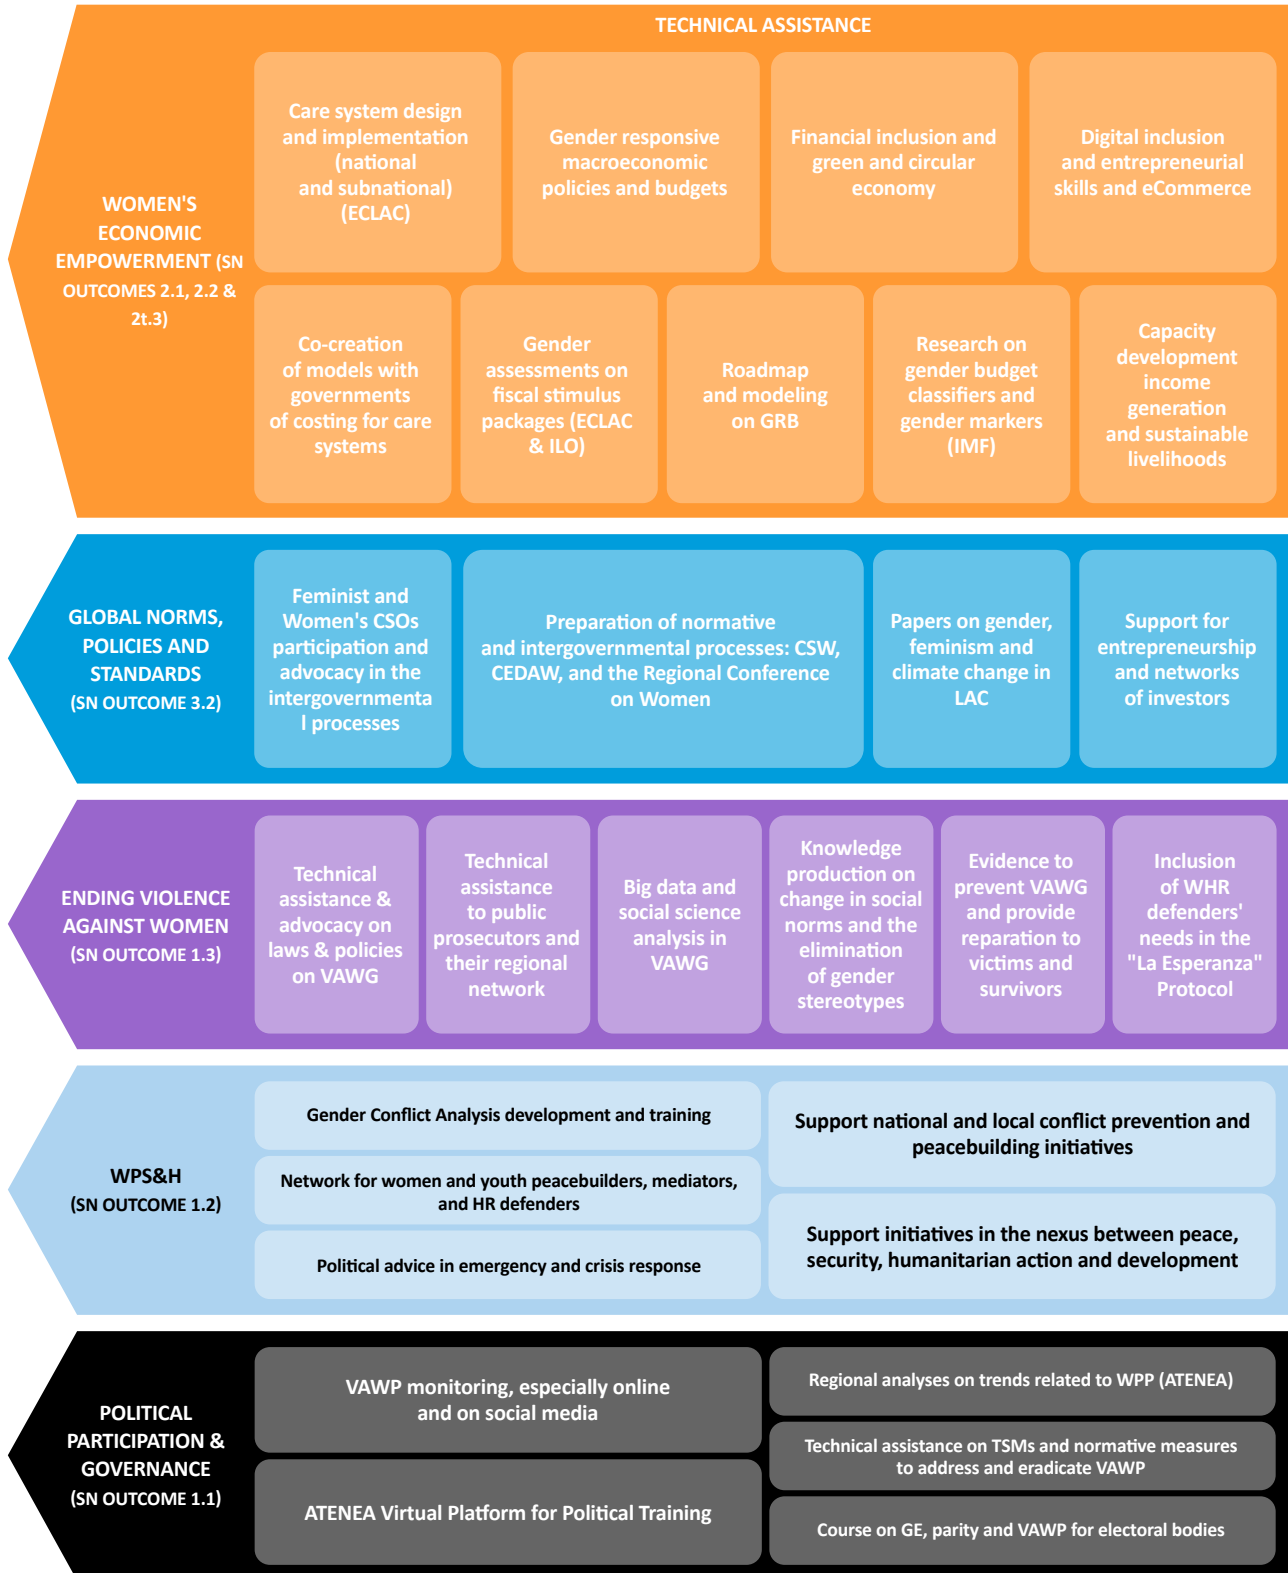 TECHNICAL ASSISTANCE
WOMEN'S
ECONOMIC
EMPOWERMENT (SN
OUTCOMES 2.1, 2.2 &
2t.3)
Care system design
and implementation
(national
and subnational)
(ECLAC)
Gender responsive
macroeconomic
policies and budgets
Financial inclusion and
green and circular
economy
Digital inclusion
and entrepreneurial
skills and eCommerce
Co-creation
of models with
governments
of costing for care
systems
Gender
assessments on
fiscal stimulus
packages (ECLAC
& ILO)
Roadmap
and modeling
on GRB
Research on
gender budget
classifiers and
gender markers
(IMF)
Capacity
development
income
generation
and sustainable
livelihoods
GLOBAL NORMS,
POLICIES AND
STANDARDS
(SN OUTCOME 3.2)
Feminist and
Women's CSOs
participation and
advocacy in the
intergovernmenta
l processes
Preparation of normative
and intergovernmental processes: CSW,
CEDAW, and the Regional Conference
on Women
Papers on gender,
feminism and
climate change in
LAC
Support for
entrepreneurship
and networks
of investors
ENDING VIOLENCE
AGAINST WOMEN
(SN OUTCOME 1.3)
Technical
assistance &
advocacy on
laws & policies
on VAWG
Technical
assistance
to public
prosecutors and
their regional
network
Big data and
social science
analysis in
VAWG
Knowledge
production on
change in social
norms and the
elimination
of gender
stereotypes
Evidence to
prevent VAWG
and provide
reparation to
victims and
survivors
Inclusion
of WHR
defenders'
needs in the
"La Esperanza"
Protocol
WPS&H
(SN OUTCOME 1.2)
Gender Conflict Analysis development and training
Network for women and youth peacebuilders, mediators,
and HR defenders
Political advice in emergency and crisis response
Support national and local conflict prevention and
peacebuilding initiatives
Support initiatives in the nexus between peace,
security, humanitarian action and development
POLITICAL
PARTICIPATION &
GOVERNANCE
(SN OUTCOME 1.1)
VAWP monitoring, especially online
and on social media
ATENEA Virtual Platform for Political Training
Regional analyses on trends related to WPP (ATENEA)
Technical assistance on TSMs and normative measures
to address and eradicate VAWP
Course on GE, parity and VAWP for electoral bodies